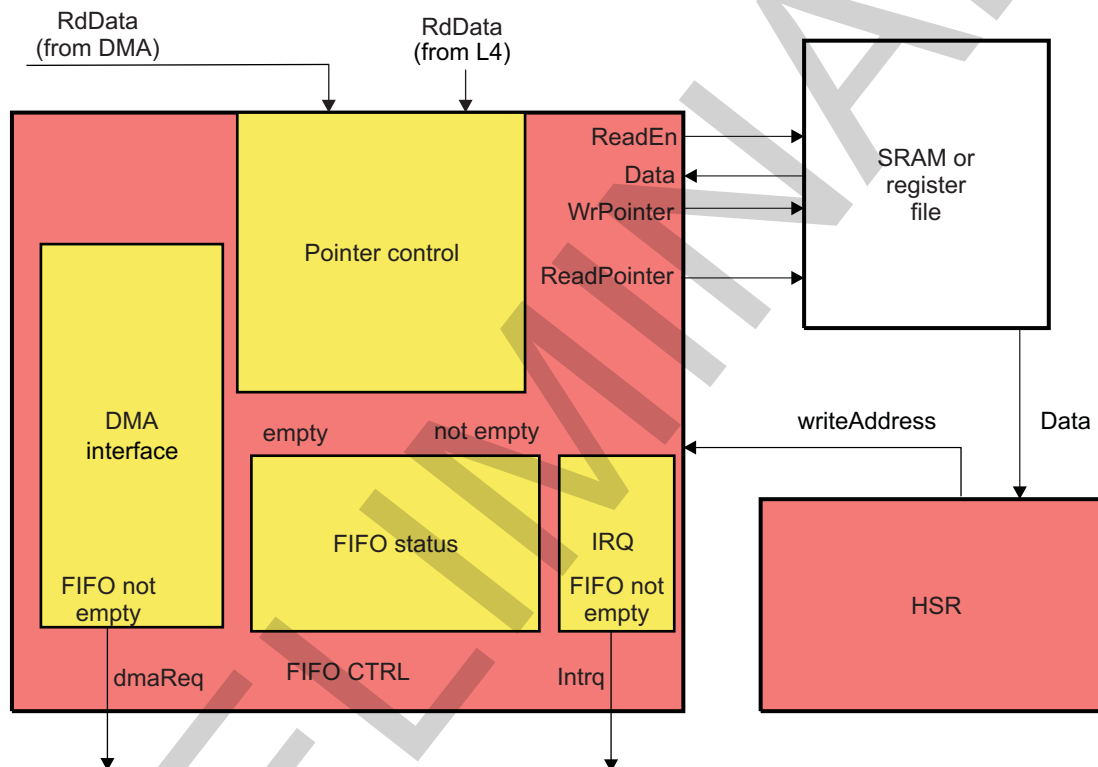 RdData
(from DMA)
RdData
(from L4)
ReadEn
Data
WrPointer
ReadPointer
SRAM or
register
file
Pointer control
DMA
interface
FIFO not
empty
empty
not empty
FIFO status
IRQ
FIFO not
empty
writeAddress
Data
HSR
dmaReq
FIFO CTRL
Intrq